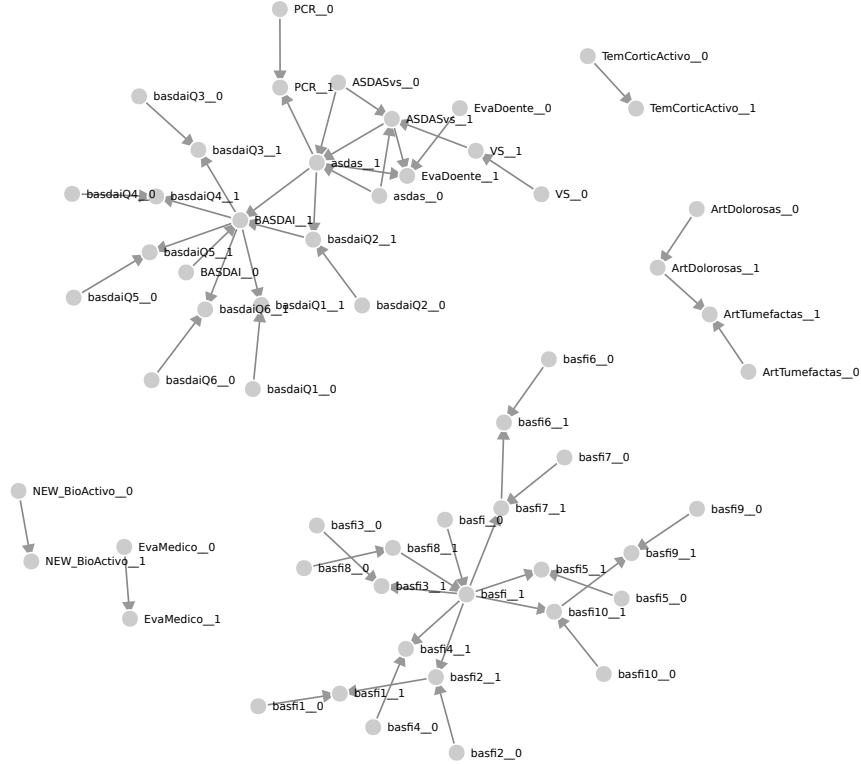 PCR__0
TemCorticActivo__0
PCR__1
ASDASvs__0
basdaiQ3__0
EvaDoente__0
TemCorticActivo__1
ASDASvs__1
basdaiQ3__1
VS__1
asdas__1
EvaDoente__1
basdaiQ4__0
basdaiQ4__1
asdas__0
VS__0
ArtDolorosas__0
BASDAI__1
basdaiQ2__1
basdaiQ5__1
ArtDolorosas__1
BASDAI__0
basdaiQ5__0
basdaiQ6__1
basdaiQ1__1
basdaiQ2__0
ArtTumefactas__1
basfi6__0
ArtTumefactas__0
basdaiQ6__0
basdaiQ1__0
basfi6__1
basfi7__0
NEW_BioActivo__0
basfi7__1
basfi9__0
basfi3__0
basfi__0
EvaMedico__0
basfi8__1
basfi9__1
NEW_BioActivo__1
basfi8__0
basfi5__1
basfi3__1
basfi__1
basfi5__0
basfi10__1
EvaMedico__1
basfi4__1
basfi2__1
basfi10__0
basfi1__1
basfi1__0
basfi4__0
basfi2__0